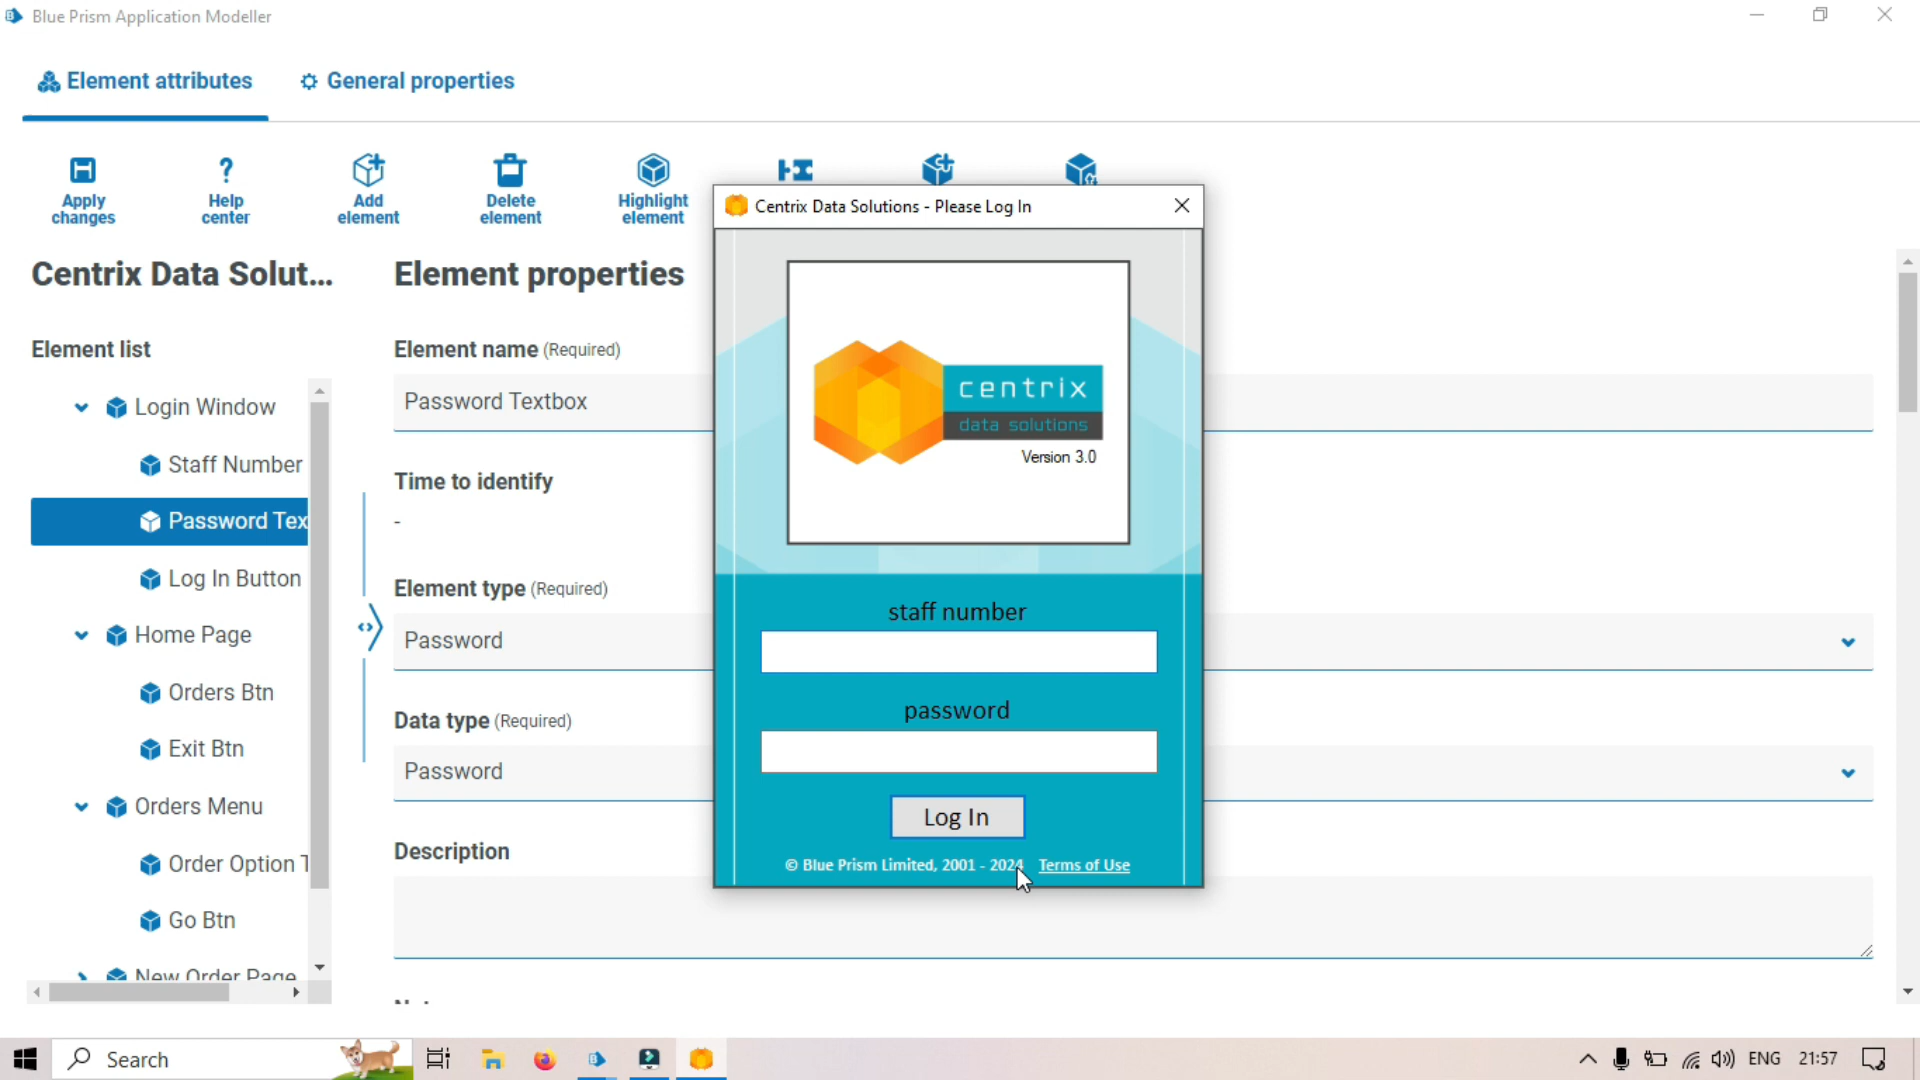 Blue Prism Application Modeller
Element attributes
General properties
Apply changes
Help center
Add element
Delete element
Highlight element
Centrix Data Solut...
Element list
Login Window
Staff Number
Password Tex
Log In Button
Home Page
Orders Btn
Exit Btn
Orders Menu
Order Option T
Go Btn
New Order Page
Element properties
Element name (Required)
Password Textbox
Time to identify
-
Element type (Required)
Password
Data type (Required)
Password
Description
Centrix Data Solutions - Please Log In
centrix
data solutions
Version 3.0
staff number
password
Log In
© Blue Prism Limited, 2001 - 2024 Terms of Use
Search
ENG 21:57